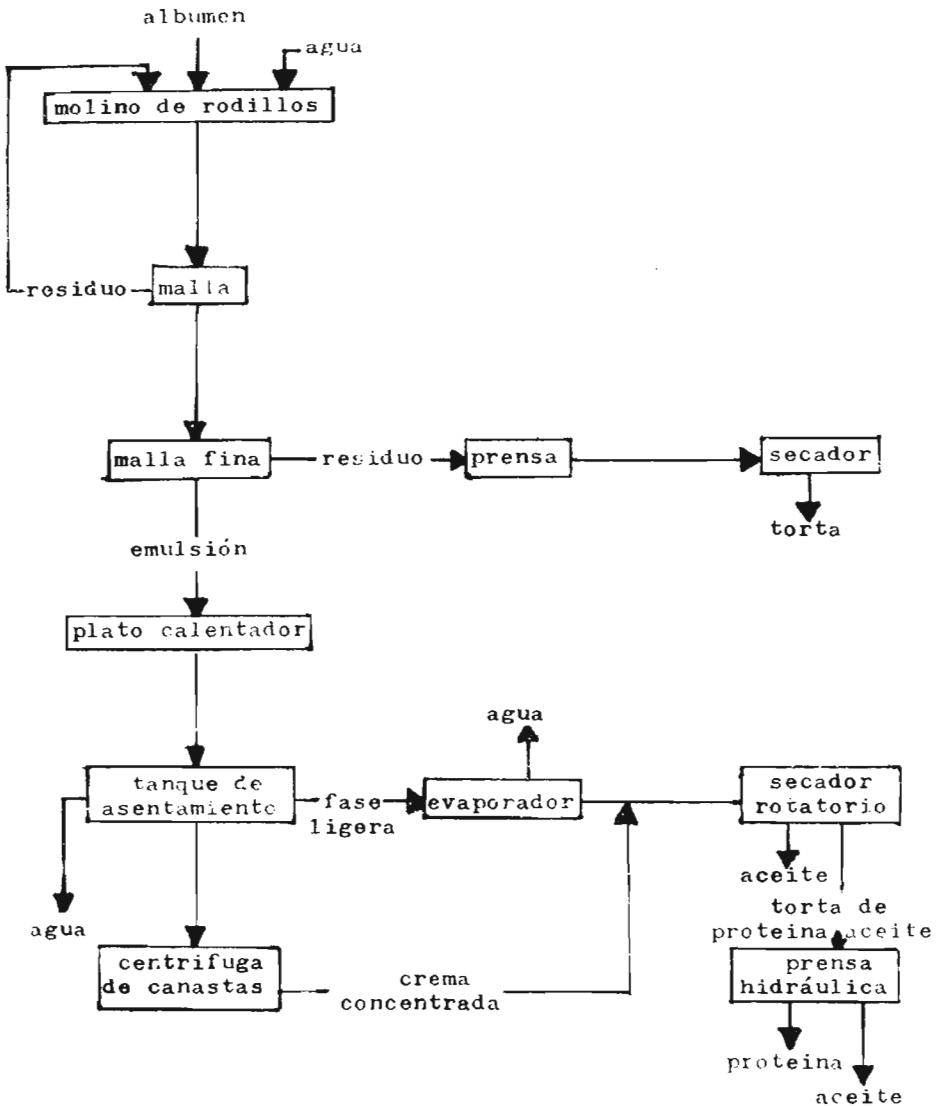 albumen
agua
molino de rodillos
residuo
malla
malla fina
residuo
prensa
secador
torta
emulsión
plato calentador
agua
tanque de
asentamiento
fase
ligera
evaporador
secador
rotatorio
aceite
torta de
proteina aceite
agua
centrifuga
de canastas
crema
concentrada
prensa
hidráulica
proteina
aceite